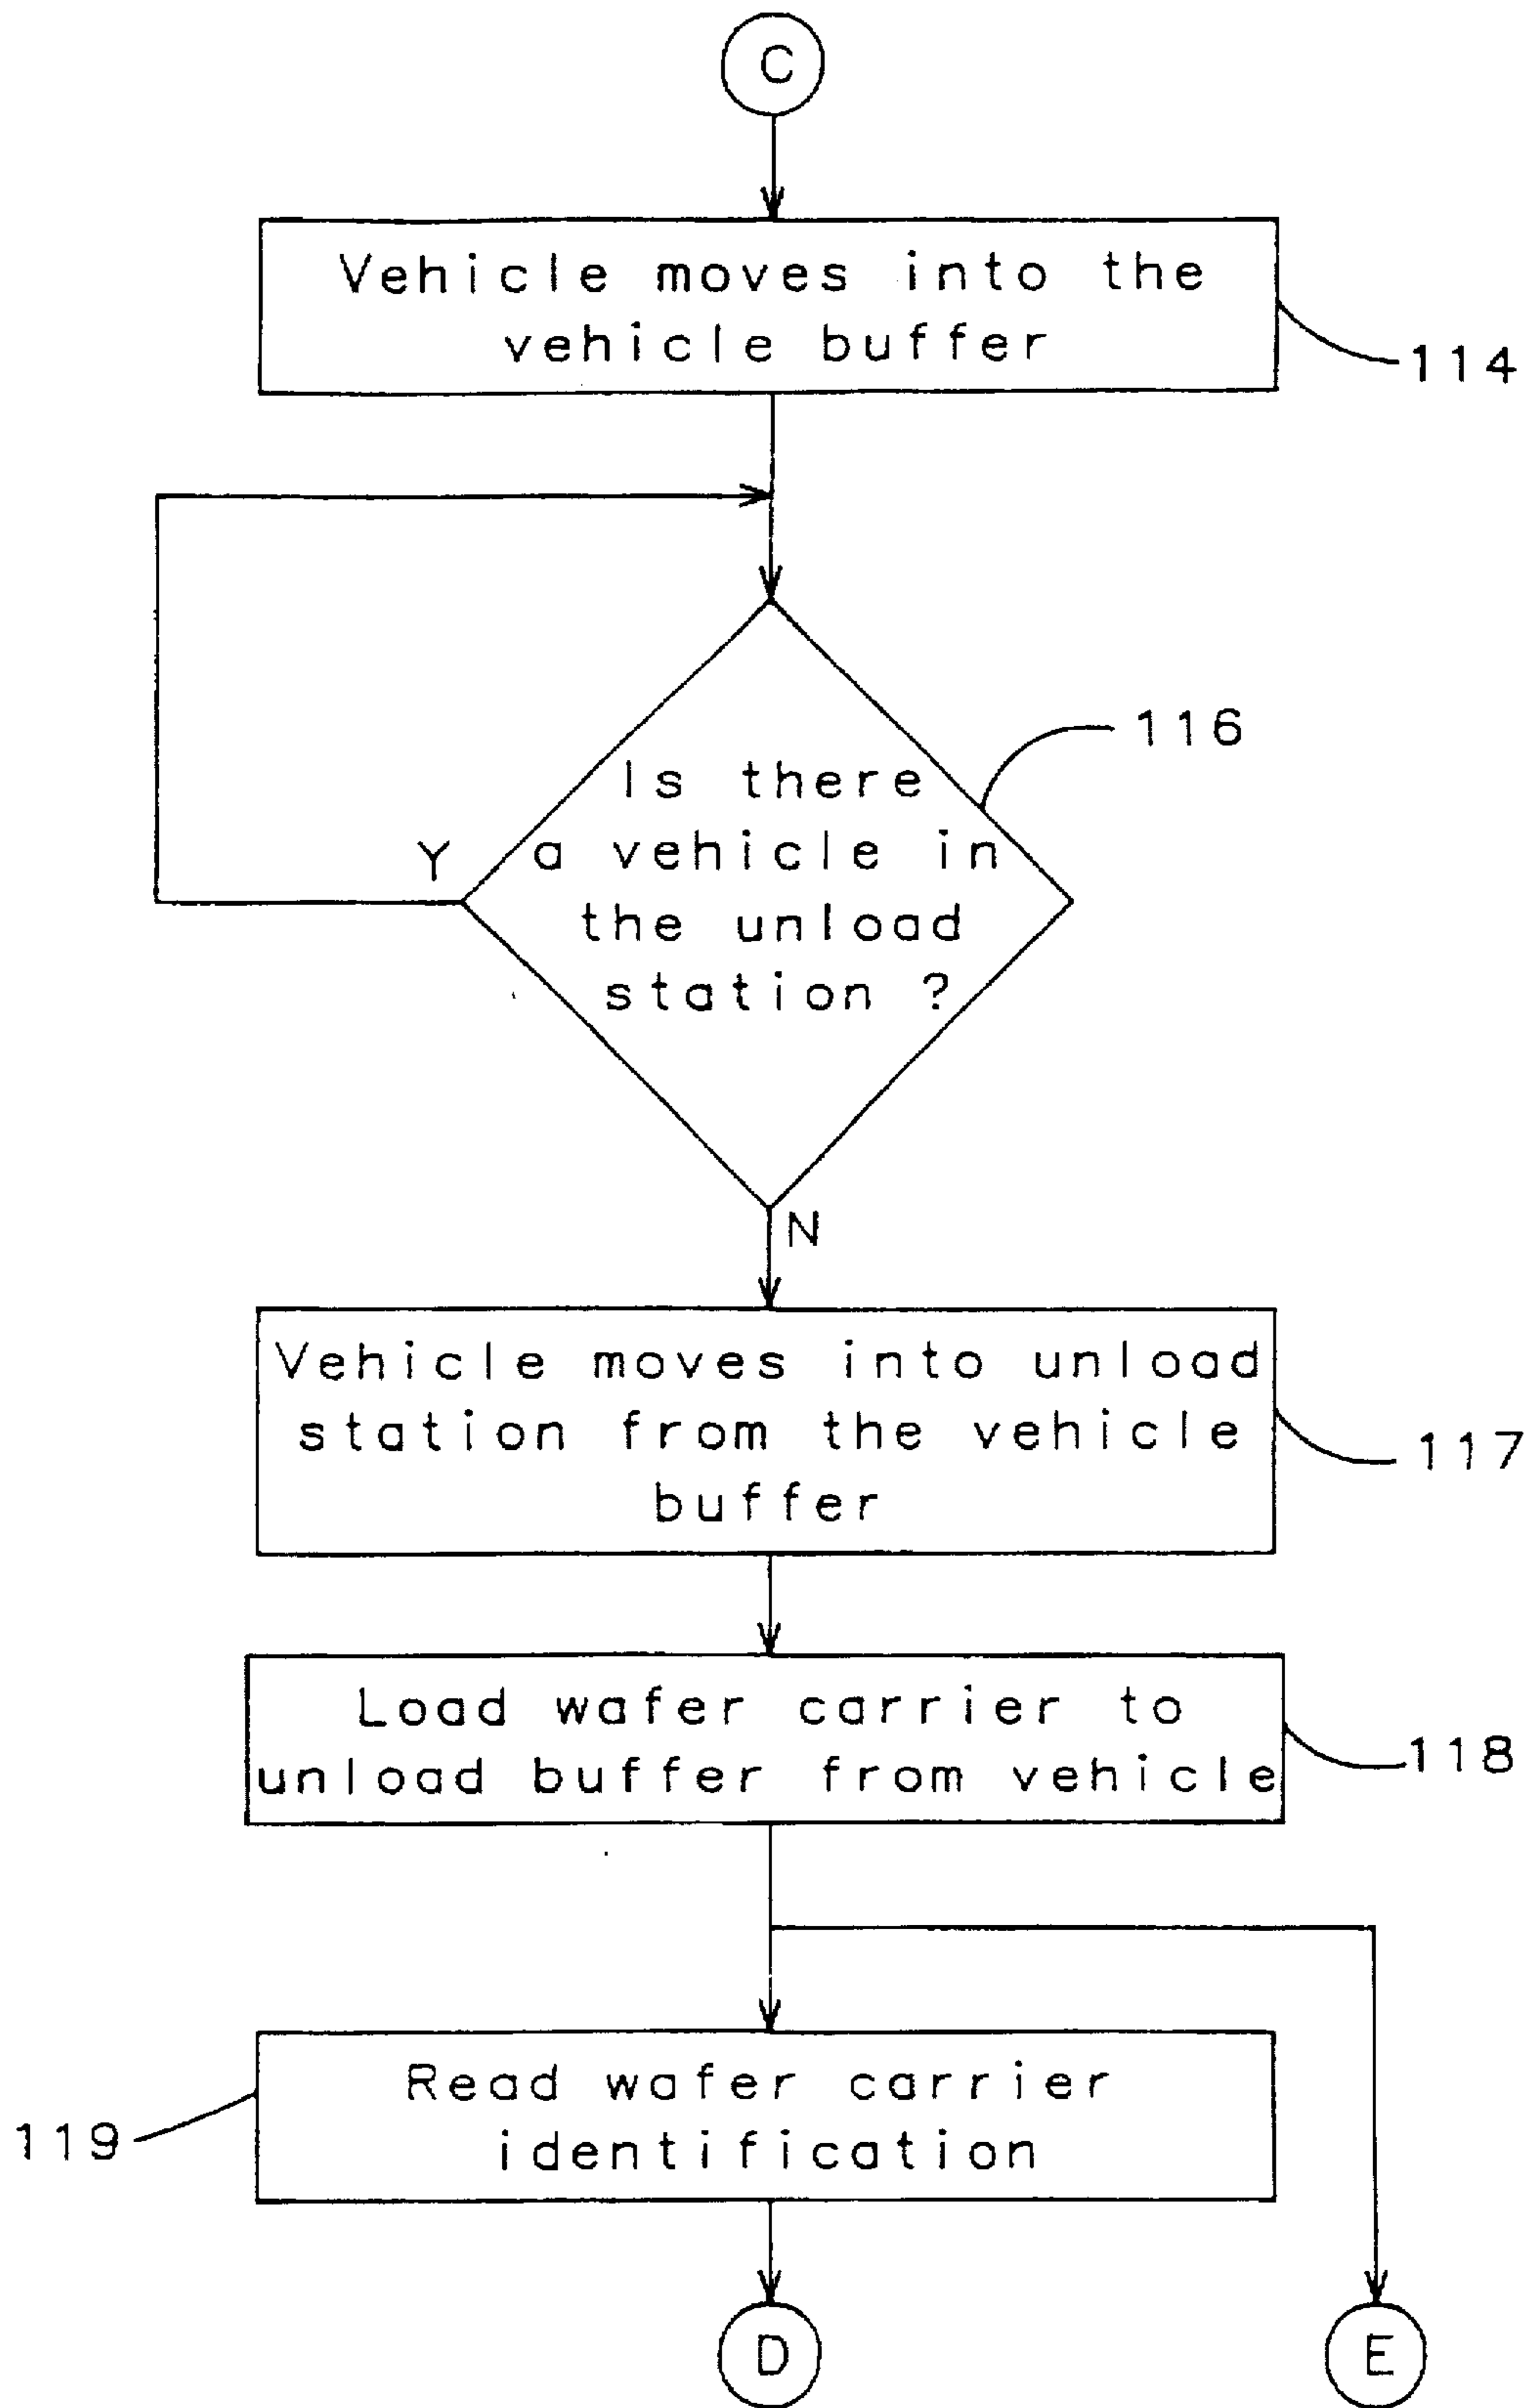 C
Vehicle moves into the
vehicle buffer
114
116
Is there
a vehicle in
the unload
station ?
Y
N
Vehicle moves into unload
station from the vehicle
buffer
117
Load wafer carrier to
unload buffer from vehicle
118
Read wafer carrier
identification
119
D
E